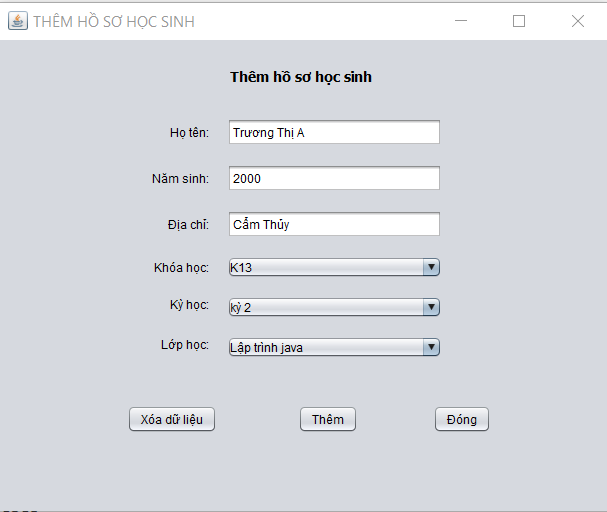 THÊM HỒ SƠ HỌC SINH
Thêm hồ sơ học sinh
Họ tên: Trương Thị A
Năm sinh: 2000
Địa chỉ: Cẩm Thủy
Khóa học: K13
Kỳ học: kỳ 2
Lớp học: Lập trình java
Xóa dữ liệu Thêm Đóng